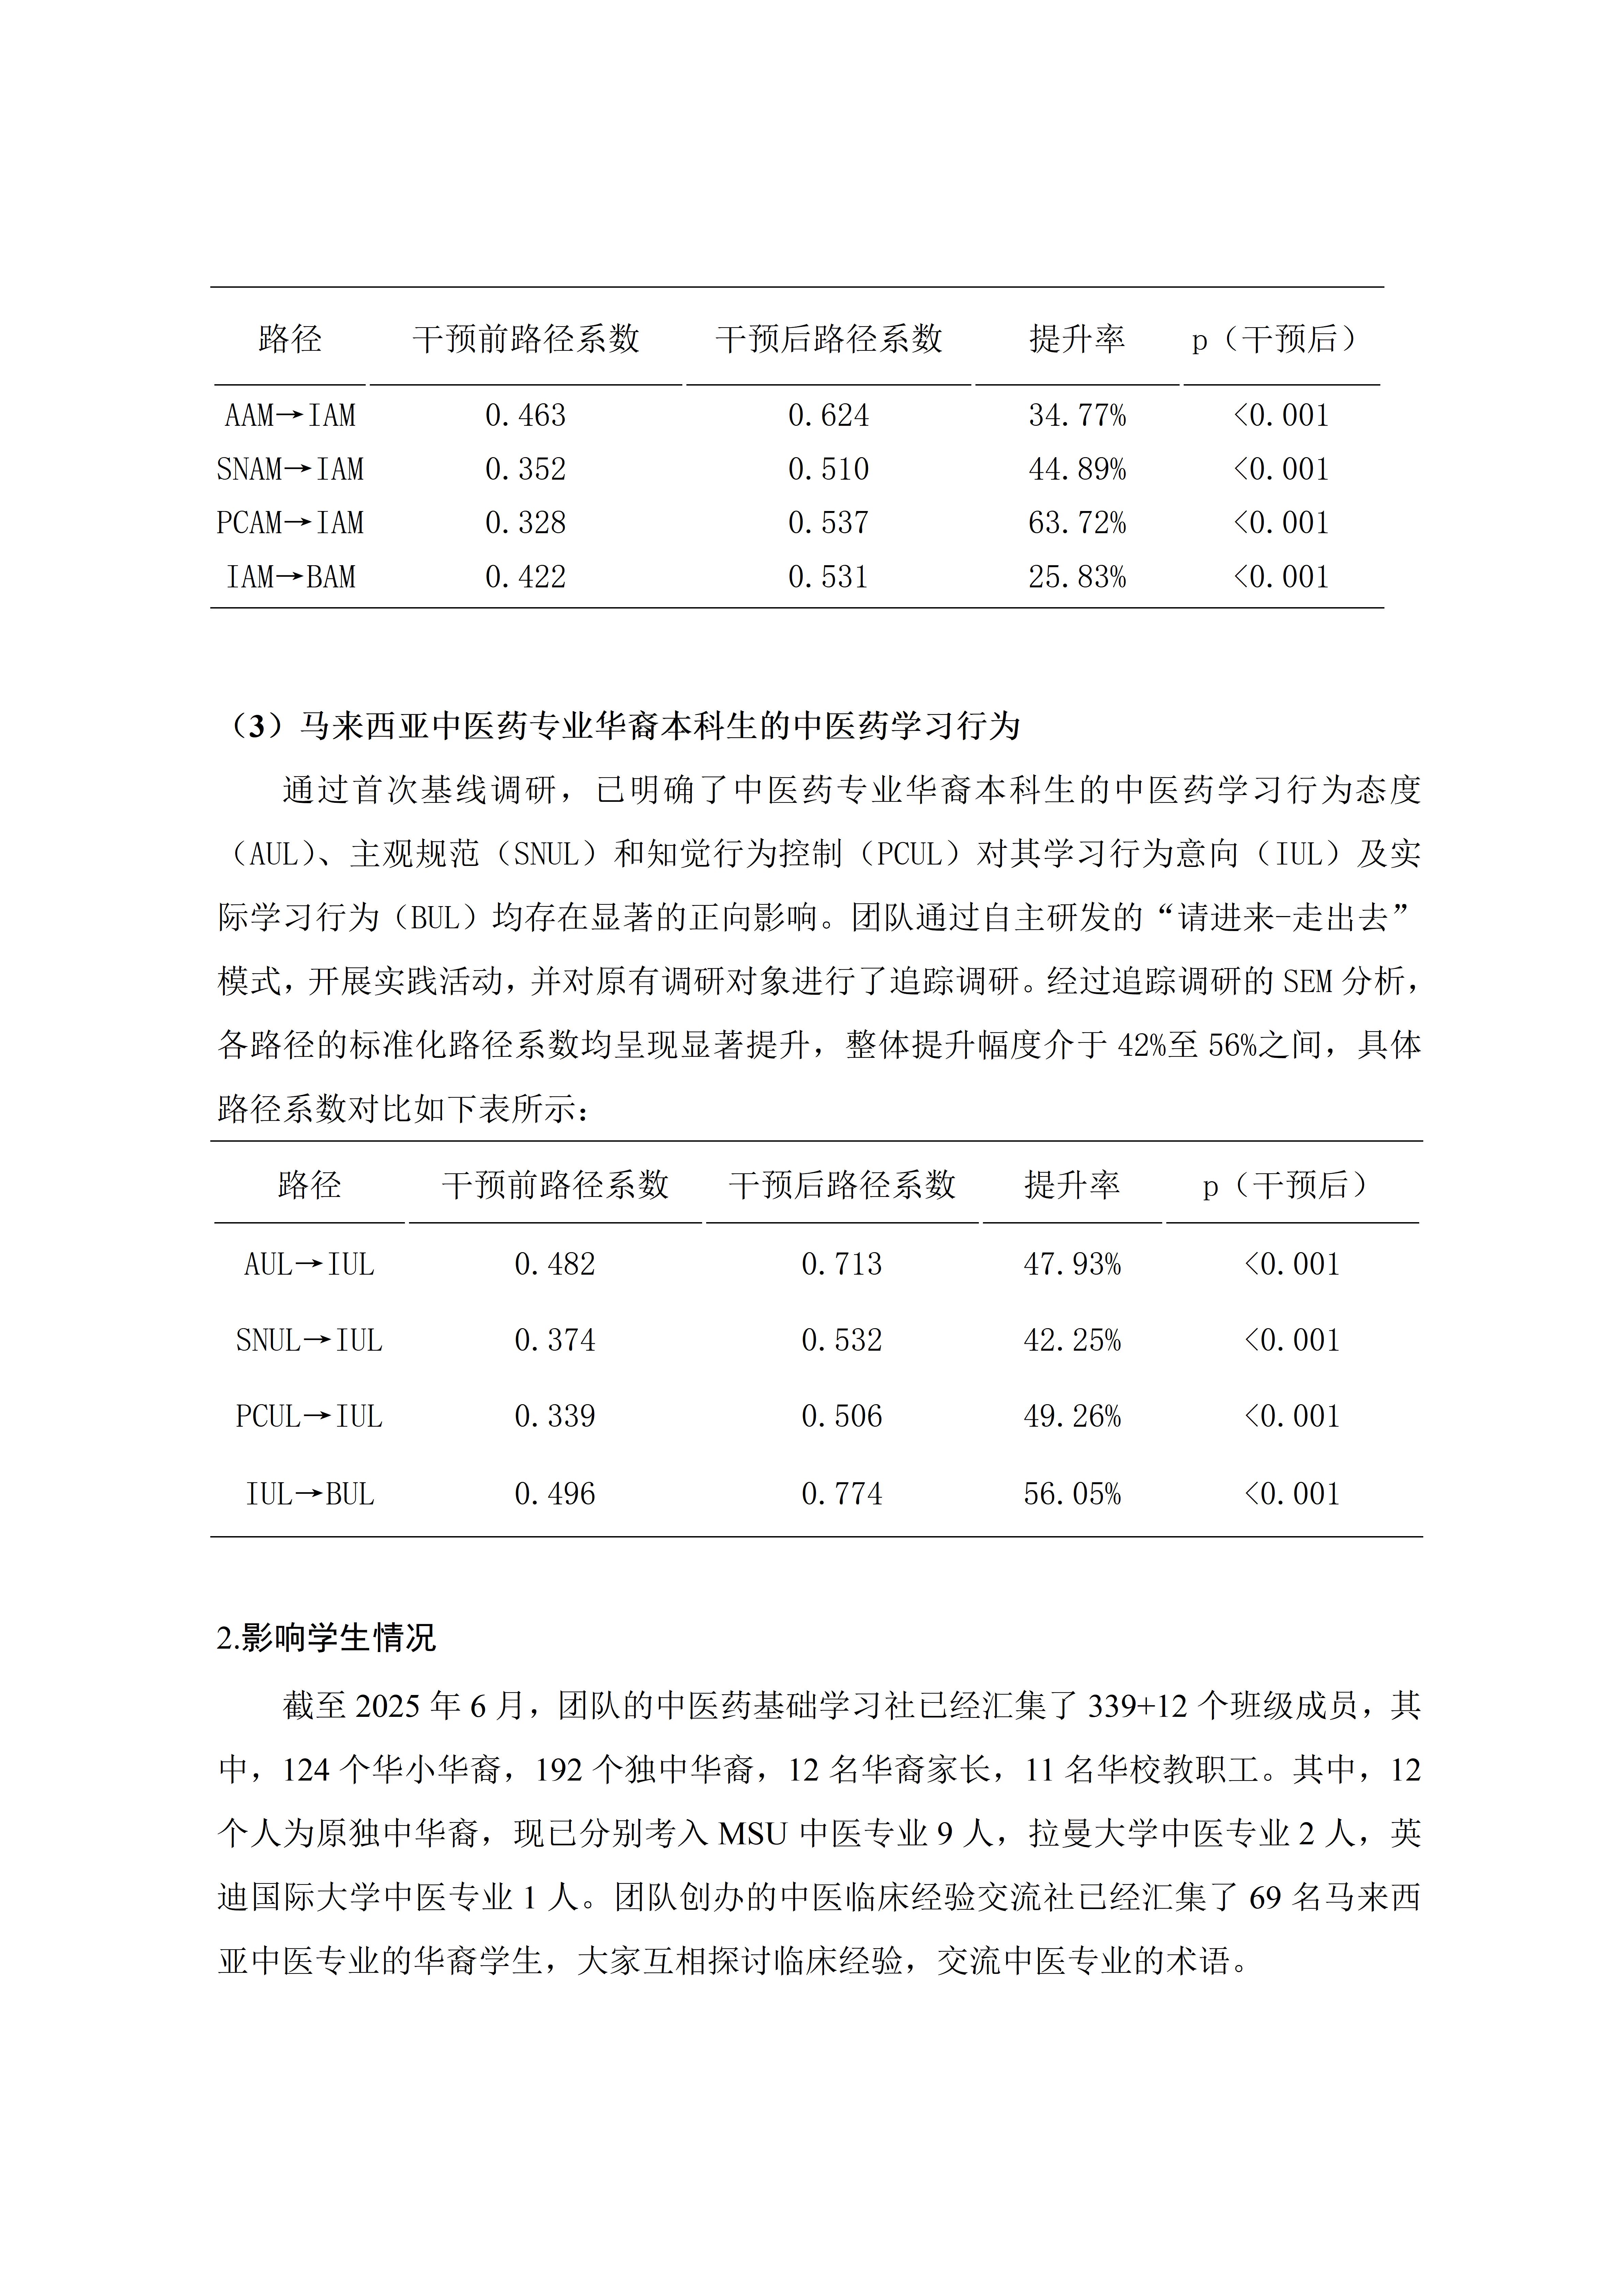 路径 干预前路径系数 干预后路径系数 提升率 p（干预后）
AAM→IAM 0.463 0.624 34.77% <0.001
SNAM→IAM 0.352 0.510 44.89% <0.001
PCAM→IAM 0.328 0.537 63.72% <0.001
IAM→BAM 0.422 0.531 25.83% <0.001
（3）马来西亚中医药专业华裔本科生的中医药学习行为
通过首次基线调研，已明确了中医药专业华裔本科生的中医药学习行为态度
（AUL）、主观规范（SNUL）和知觉行为控制（PCUL）对其学习行为意向（IUL）及实
际学习行为（BUL）均存在显著的正向影响。团队通过自主研发的“请进来-走出去”
模式，开展实践活动，并对原有调研对象进行了追踪调研。经过追踪调研的 SEM 分析，
各路径的标准化路径系数均呈现显著提升，整体提升幅度介于 42%至 56%之间，具体
路径系数对比如下表所示：
路径 干预前路径系数 干预后路径系数 提升率 p（干预后）
AUL→IUL 0.482 0.713 47.93% <0.001
SNUL→IUL 0.374 0.532 42.25% <0.001
PCUL→IUL 0.339 0.506 49.26% <0.001
IUL→BUL 0.496 0.774 56.05% <0.001
2.影响学生情况
截至 2025 年 6 月，团队的中医药基础学习社已经汇集了 339+12 个班级成员，其
中，124 个华小华裔，192 个独中华裔，12 名华裔家长，11 名华校教职工。其中，12
个人为原独中华裔，现已分别考入 MSU 中医专业 9 人，拉曼大学中医专业 2 人，英
迪国际大学中医专业 1 人。团队创办的中医临床经验交流社已经汇集了 69 名马来西
亚中医专业的华裔学生，大家互相探讨临床经验，交流中医专业的术语。